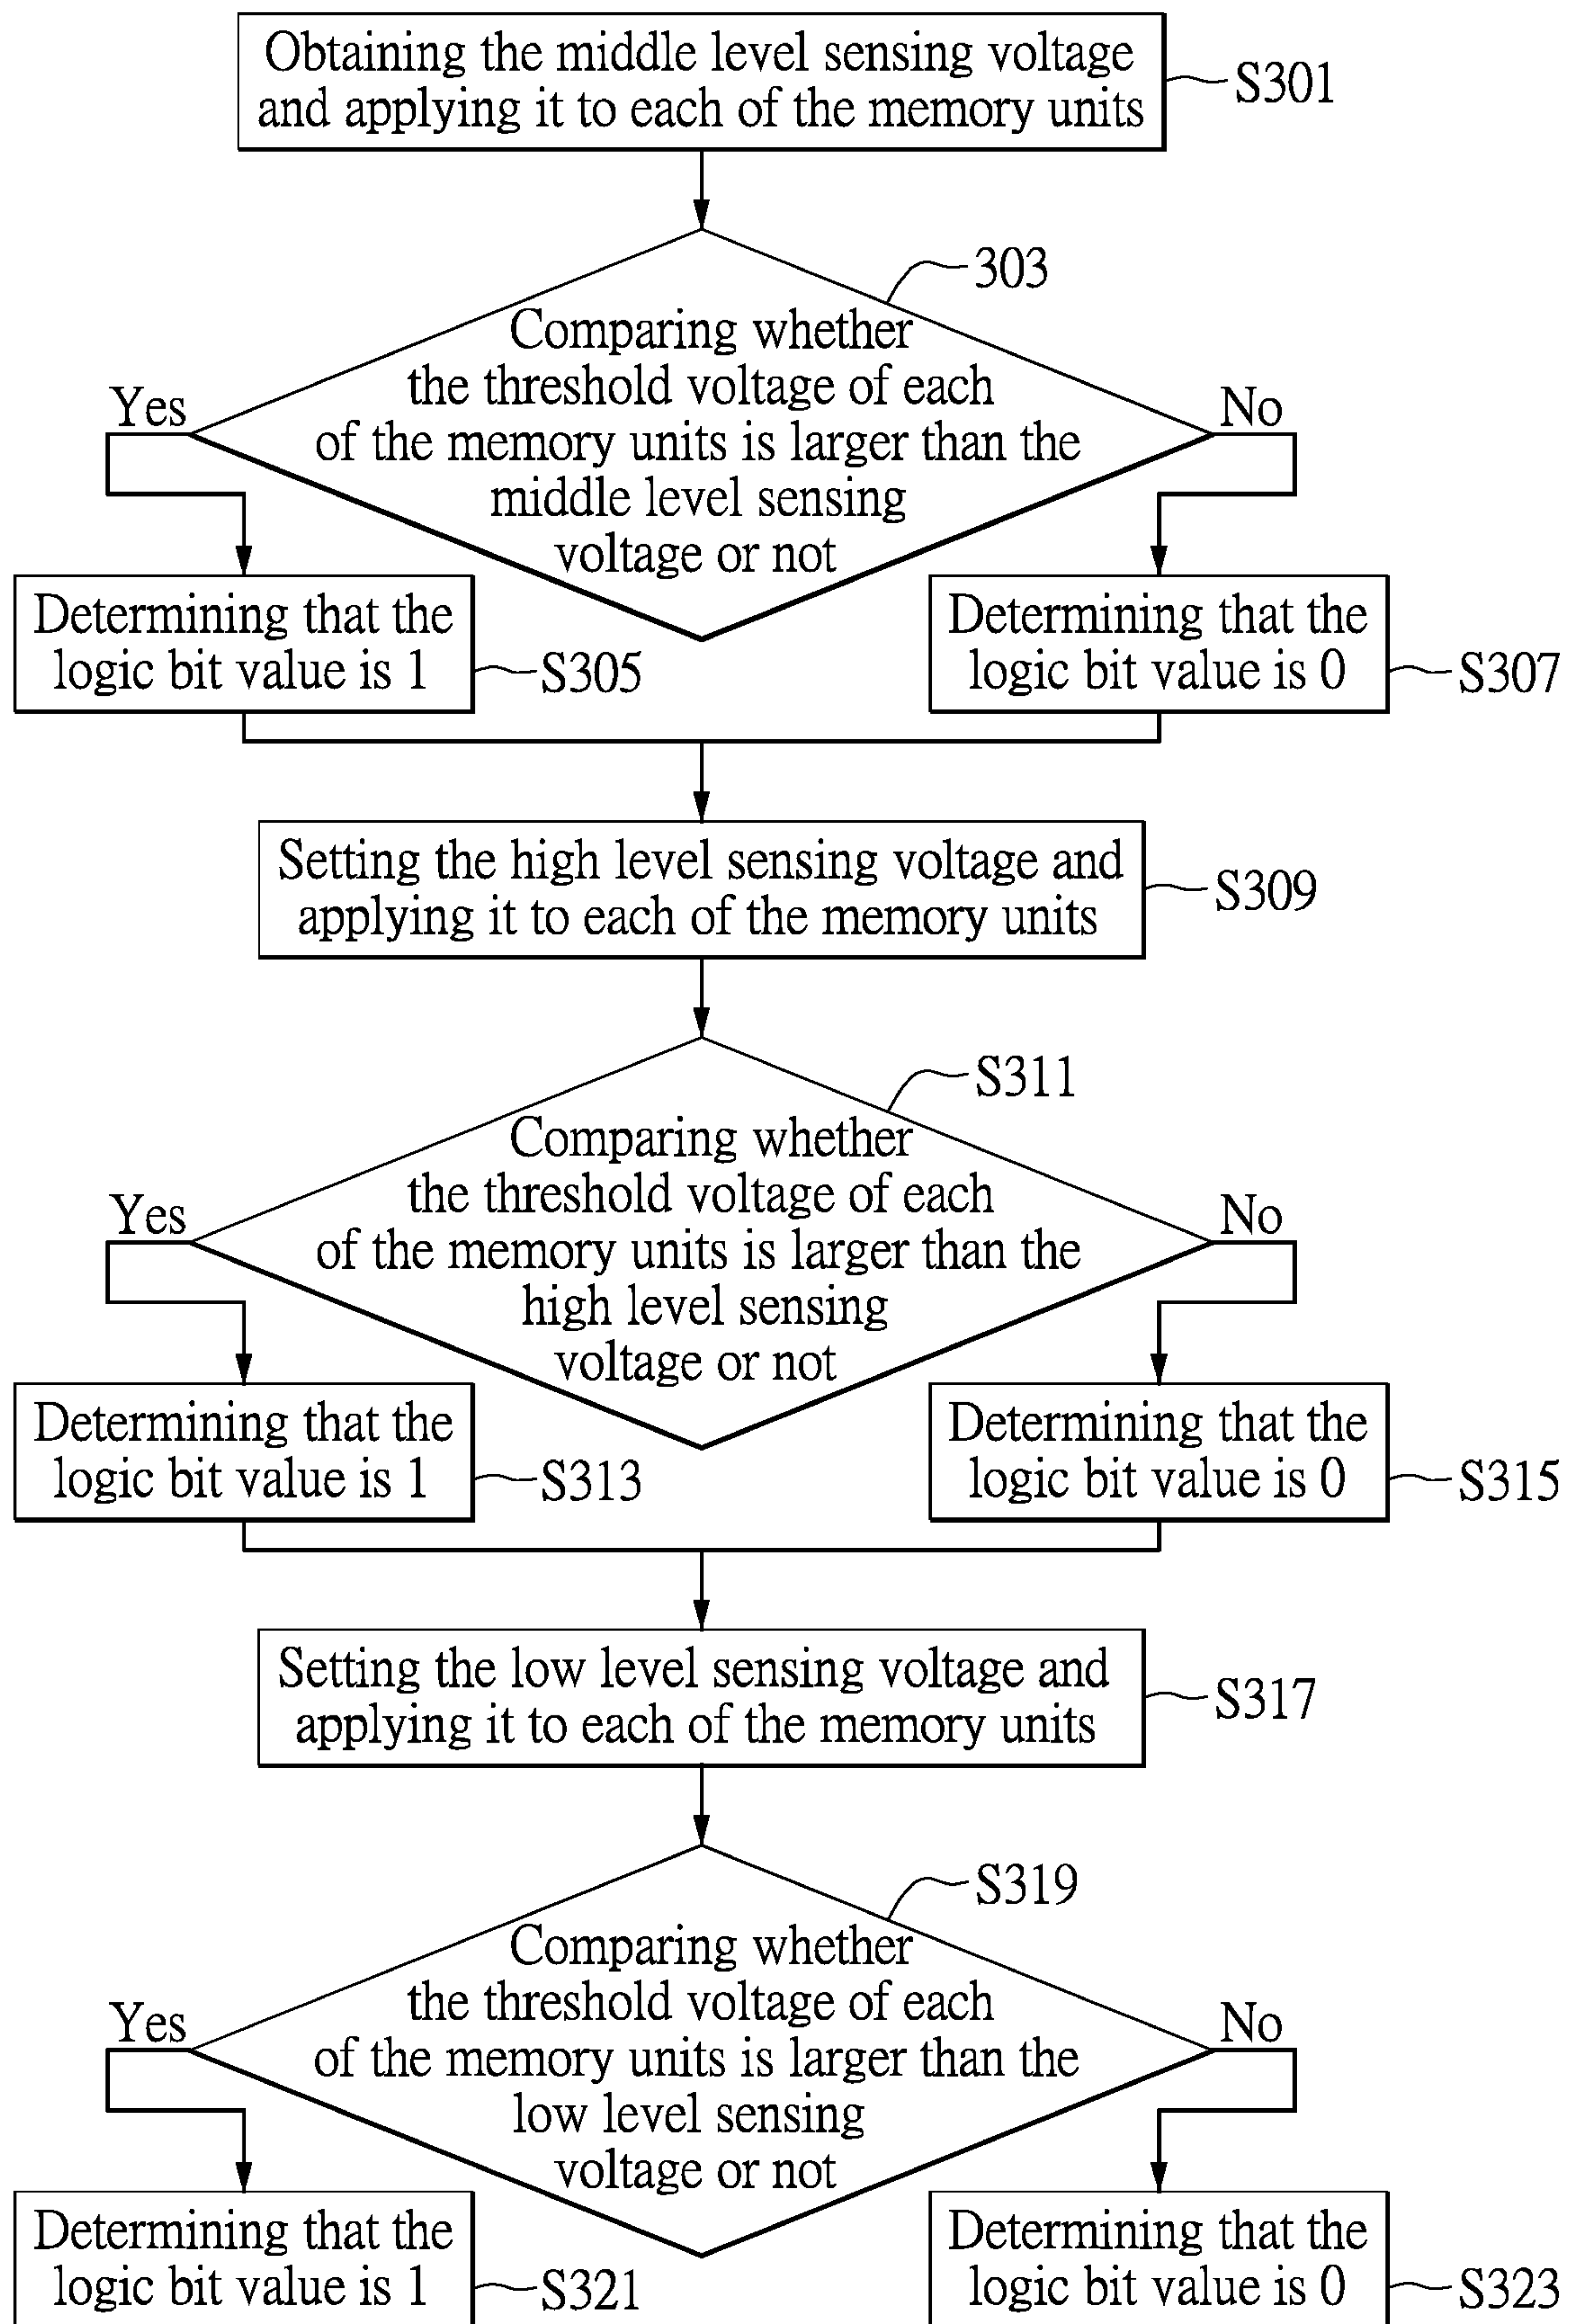 Obtaining the middle level sensing voltage
and applying it to each of the memory units
S301
303
Comparing whether
the threshold voltage of each
of the memory units is larger than the
middle level sensing
voltage or not
Yes
No
Determining that the
logic bit value is 1
S305
Determining that the
logic bit value is 0
S307
Setting the high level sensing voltage and
applying it to each of the memory units
S309
S311
Comparing whether
the threshold voltage of each
of the memory units is larger than the
high level sensing
voltage or not
Yes
No
Determining that the
logic bit value is 1
S313
Determining that the
logic bit value is 0
S315
Setting the low level sensing voltage and
applying it to each of the memory units
S317
S319
Comparing whether
the threshold voltage of each
of the memory units is larger than the
low level sensing
voltage or not
Yes
No
Determining that the
logic bit value is 1
S321
Determining that the
logic bit value is 0
S323